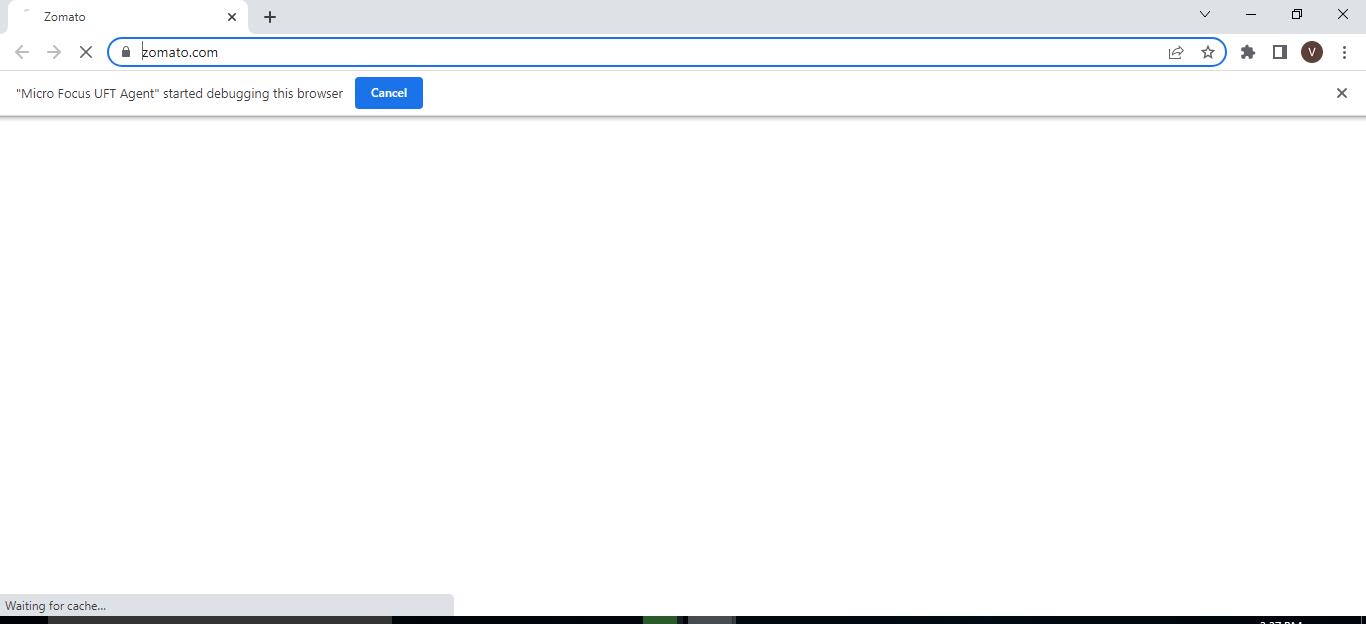 Zomato
zomato.com
V
"Micro Focus UFT Agent" started debugging this browser
Cancel
Waiting for cache...